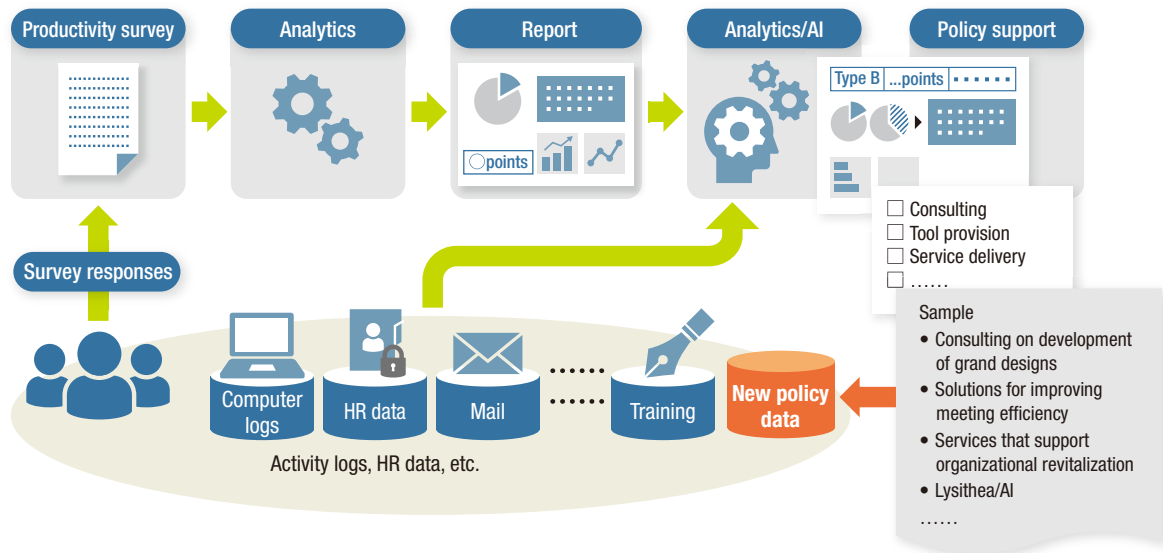 Productivity survey
Analytics
Report
Analytics/AI
Policy support
○points
Type B
...points
Consulting
Tool provision
Service delivery
......
Survey responses
Computer
logs
HR data
Mail
......
......
Training
New policy
data
Activity logs, HR data, etc.
Sample
• Consulting on development
of grand designs
• Solutions for improving
meeting efficiency
• Services that support
organizational revitalization
• Lysithea/AI
......